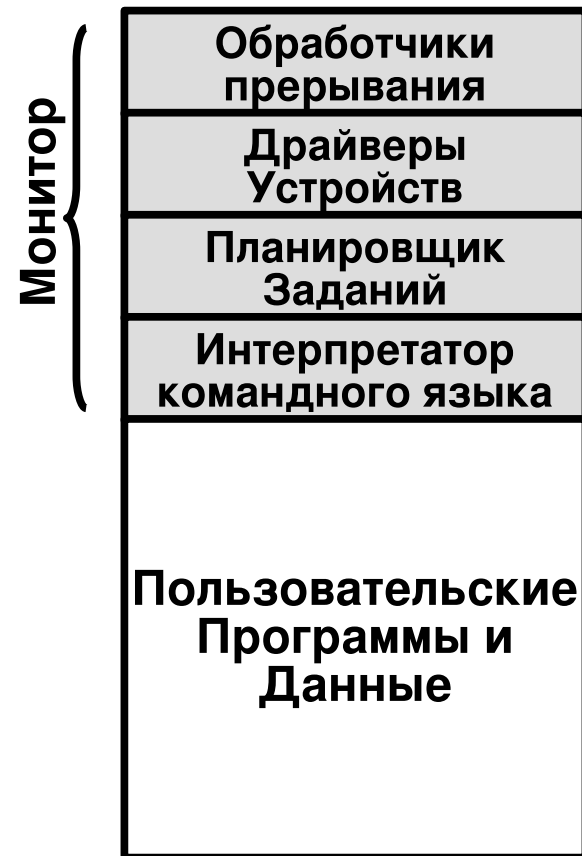 Монитор
Обработчики
прерывания
Драйверы
Устройств
Планировщик
Заданий
Интерпретатор
командного языка
Пользовательские
Программы и
Данные